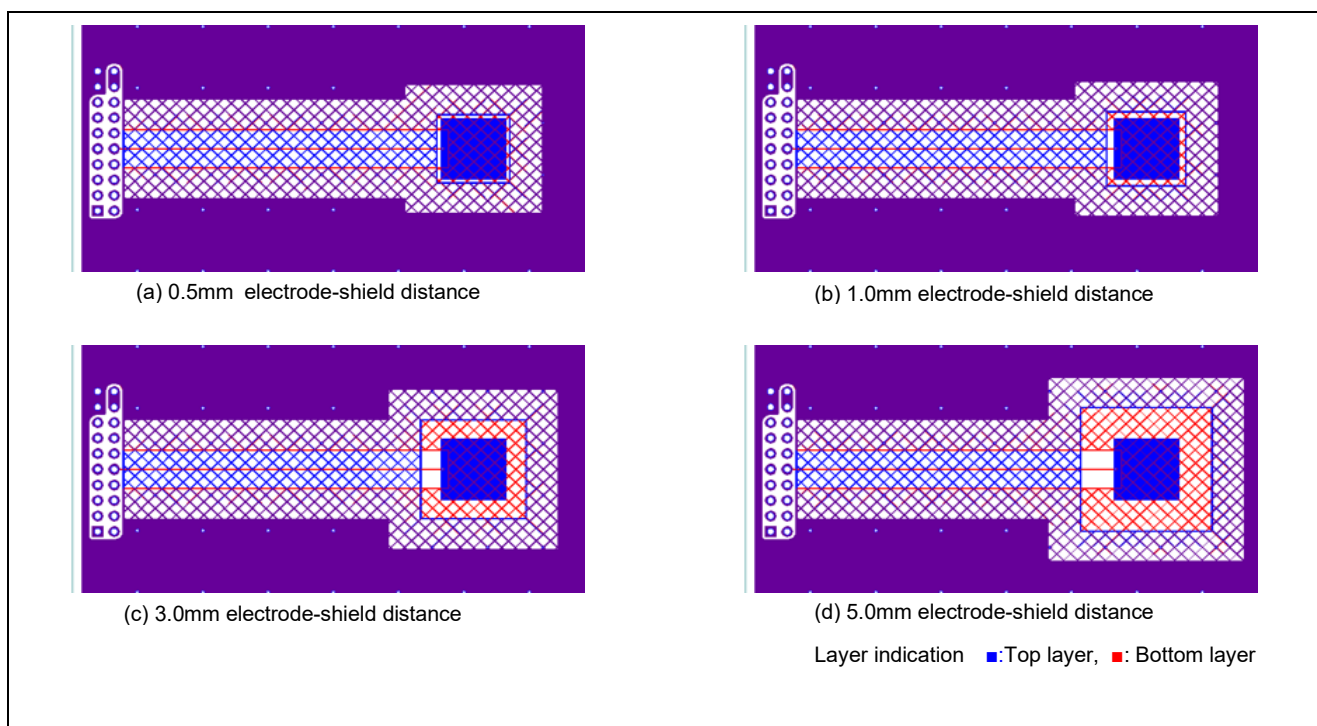 (a) 0.5mm  electrode-shield distance
(b) 1.0mm electrode-shield distance
(c) 3.0mm electrode-shield distance
(d) 5.0mm electrode-shield distance
Layer indication ■:Top layer, ■: Bottom layer